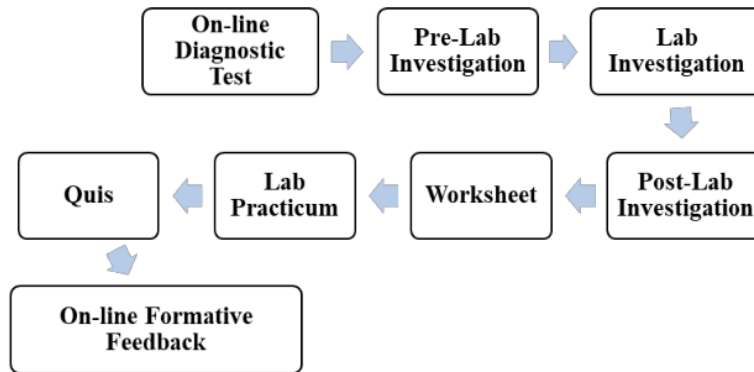 On-line
Diagnostic
Test
Pre-Lab
Investigation
Lab
Investigation
Post-Lab
Investigation
Worksheet
Lab
Practicum
Quis
On-line Formative
Feedback